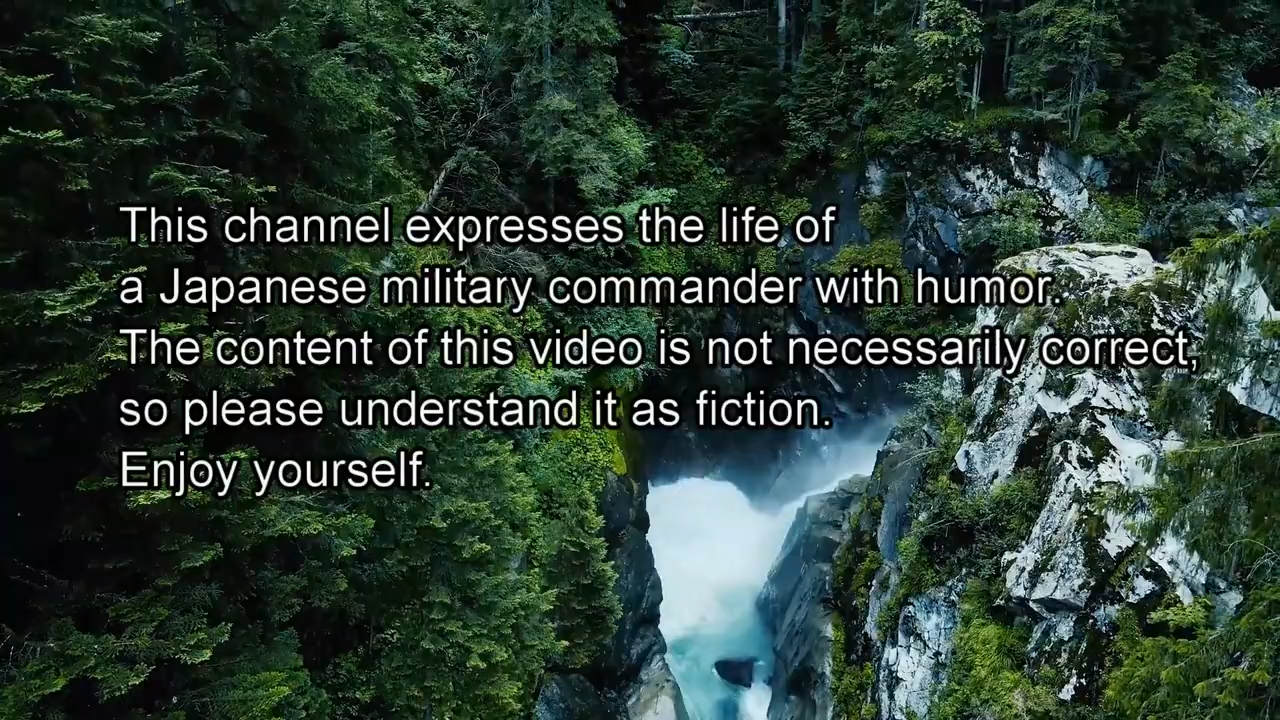 This channel expresses the life of
a Japanese military commander with humor.
The content of this video is not necessarily correct,
so please understand it as fiction.
Enjoy yourself.